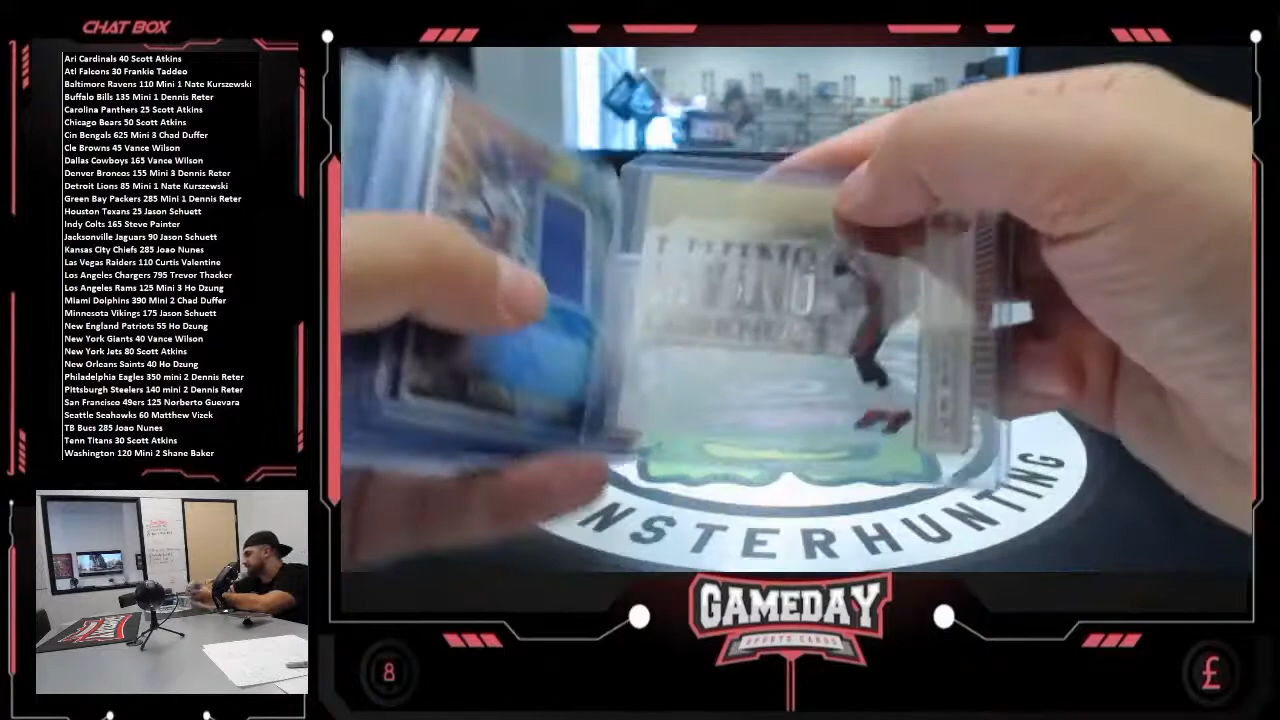 CHAT BOX
Ari Cardinals 40 Scott Atkins
Atl Falcons 30 Frankie Taddeo
Baltimore Ravens 110 Mini 1 Nate Kurszewski
Buffalo Bills 135 Mini 1 Dennis Reter
Carolina Panthers 25 Scott Atkins
Chicago Bears 50 Scott Atkins
Cin Bengals 625 Mini 3 Chad Duffer
Cle Browns 45 Vance Wilson
Dallas Cowboys 165 Vance Wilson
Denver Broncos 155 Mini 3 Dennis Reter
Detroit Lions 85 Mini 1 Nate Kurszewski
Green Bay Packers 285 Mini 1 Dennis Reter
Houston Texans 25 Jason Schuett
Indy Colts 165 Steve Painter
Jacksonville Jaguars 90 Jason Schuett
Kansas City Chiefs 285 Joao Nunes
Las Vegas Raiders 110 Curtis Valentine
Los Angeles Chargers 795 Trevor Thacker
Los Angeles Rams 125 Mini 3 Ho Dzung
Miami Dolphins 390 Mini 2 Chad Duffer
Minnesota Vikings 175 Jason Schuett
New England Patriots 55 Ho Dzung
New York Giants 40 Vance Wilson
New York Jets 80 Scott Atkins
New Orleans Saints 40 Ho Dzung
Philadelphia Eagles 350 mini 2 Dennis Reter
Pittsburgh Steelers 140 mini 2 Dennis Reter
San Francisco 49ers 125 Norberto Guevara
Seattle Seahawks 60 Matthew Vizek
TB Bucs 285 Joao Nunes
Tenn Titans 30 Scott Atkins
Washington 120 Mini 2 Shane Baker
NSTERHUNTING
GAMEDAY
SPORTS CARDS
8
£